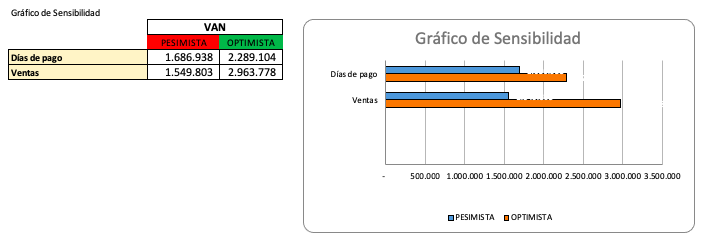 Gráfico de Sensibilidad
VAN
PESIMISTA OPTIMISTA
Días de pago 1.686.938 2.289.104
Ventas 1.549.803 2.963.778
Gráfico de Sensibilidad
Días de pago
Ventas
- 500.000 1.000.000 1.500.000 2.000.000 2.500.000 3.000.000 3.500.000
PESIMISTA OPTIMISTA